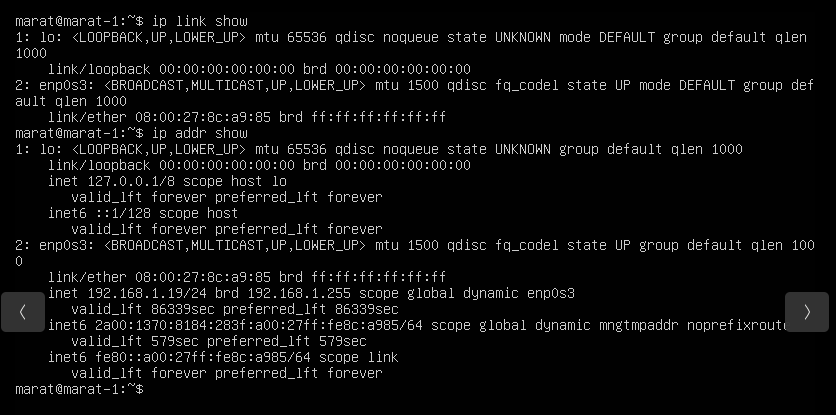 marat@marat-1:~$ ip link show
1: lo: <LOOPBACK,UP,LOWER_UP> mtu 65536 qdisc noqueue state UNKNOWN mode DEFAULT group default qlen
1000
    link/loopback 00:00:00:00:00:00 brd 00:00:00:00:00:00
2: enp0s3: <BROADCAST,MULTICAST,UP,LOWER_UP> mtu 1500 qdisc fq_codel state UP mode DEFAULT group def
ault qlen 1000
    link/ether 08:00:27:8c:a9:85 brd ff:ff:ff:ff:ff:ff
marat@marat-1:~$ ip addr show
1: lo: <LOOPBACK,UP,LOWER_UP> mtu 65536 qdisc noqueue state UNKNOWN group default qlen 1000
    link/loopback 00:00:00:00:00:00 brd 00:00:00:00:00:00
    inet 127.0.0.1/8 scope host lo
       valid_lft forever preferred_lft forever
    inet6 ::1/128 scope host
       valid_lft forever preferred_lft forever
2: enp0s3: <BROADCAST,MULTICAST,UP,LOWER_UP> mtu 1500 qdisc fq_codel state UP group default qlen 100
0
    link/ether 08:00:27:8c:a9:85 brd ff:ff:ff:ff:ff:ff
    inet 192.168.1.19/24 brd 192.168.1.255 scope global dynamic enp0s3
       valid_lft 86339sec preferred_lft 86339sec
    inet6 2a00:1370:8184:283f:a00:27ff:fe8c:a985/64 scope global dynamic mngtmpaddr noprefixroute
       valid_lft 579sec preferred_lft 579sec
    inet6 fe80::a00:27ff:fe8c:a985/64 scope link
       valid_lft forever preferred_lft forever
marat@marat-1:~$